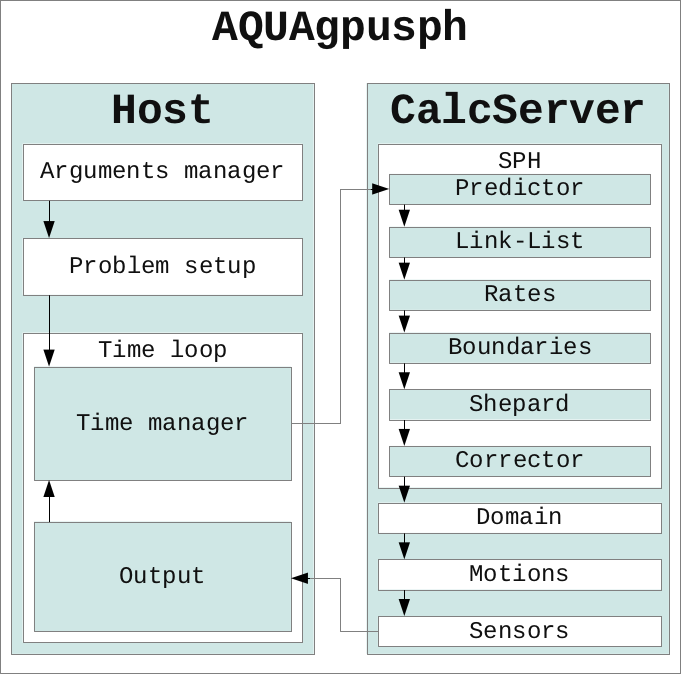 AQUAgpusph
Host
Arguments manager
Problem setup
Time loop
Time manager
Output
CalcServer
SPH
Predictor
Link-List
Rates
Boundaries
Shepard
Corrector
Domain
Motions
Sensors